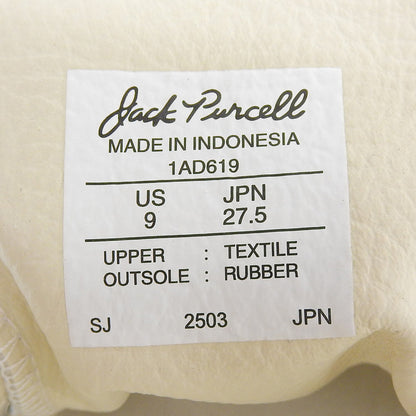 Jack Purcell
MADE IN INDONESIA
1AD619
US JPN
9 27.5
UPPER : TEXTILE
OUTSOLE : RUBBER
SJ 2503 JPN